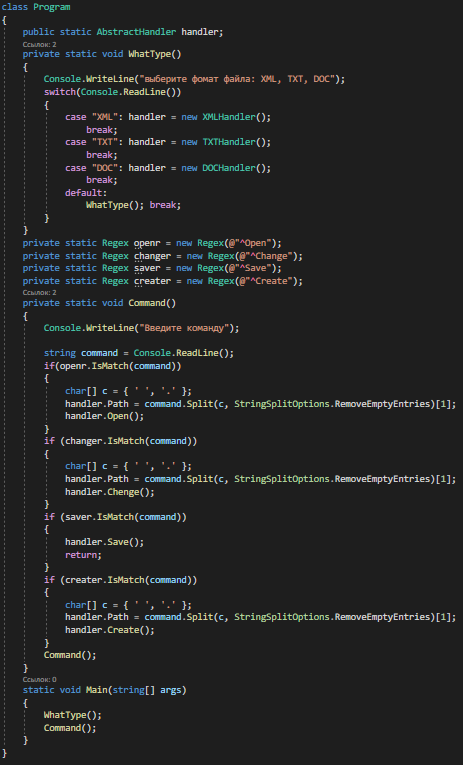 class Program
{
    public static AbstractHandler handler;
    Ссылок: 2
    private static void WhatType()
    {
        Console.WriteLine("выберите фомат файла: XML, TXT, DOC");
        switch(Console.ReadLine())
        {
            case "XML": handler = new XMLHandler();
                break;
            case "TXT": handler = new TXTHandler();
                break;
            case "DOC": handler = new DOCHandler();
                break;
            default:
                WhatType(); break;
        }
    }
    private static Regex openr = new Regex(@"^Open");
    private static Regex changer = new Regex(@"^Change");
    private static Regex saver = new Regex(@"^Save");
    private static Regex creater = new Regex(@"^Create");
    Ссылок: 2
    private static void Command()
    {
        Console.WriteLine("Введите команду");

        string command = Console.ReadLine();
        if(openr.IsMatch(command))
        {
            char[] c = { ' ', '.' };
            handler.Path = command.Split(c, StringSplitOptions.RemoveEmptyEntries)[1];
            handler.Open();
        }
        if (changer.IsMatch(command))
        {
            char[] c = { ' ', '.' };
            handler.Path = command.Split(c, StringSplitOptions.RemoveEmptyEntries)[1];
            handler.Chenge();
        }
        if (saver.IsMatch(command))
        {
            handler.Save();
            return;
        }
        if (creater.IsMatch(command))
        {
            char[] c = { ' ', '.' };
            handler.Path = command.Split(c, StringSplitOptions.RemoveEmptyEntries)[1];
            handler.Create();
        }
        Command();
    }
    Ссылок: 0
    static void Main(string[] args)
    {
        WhatType();
        Command();
    }
}